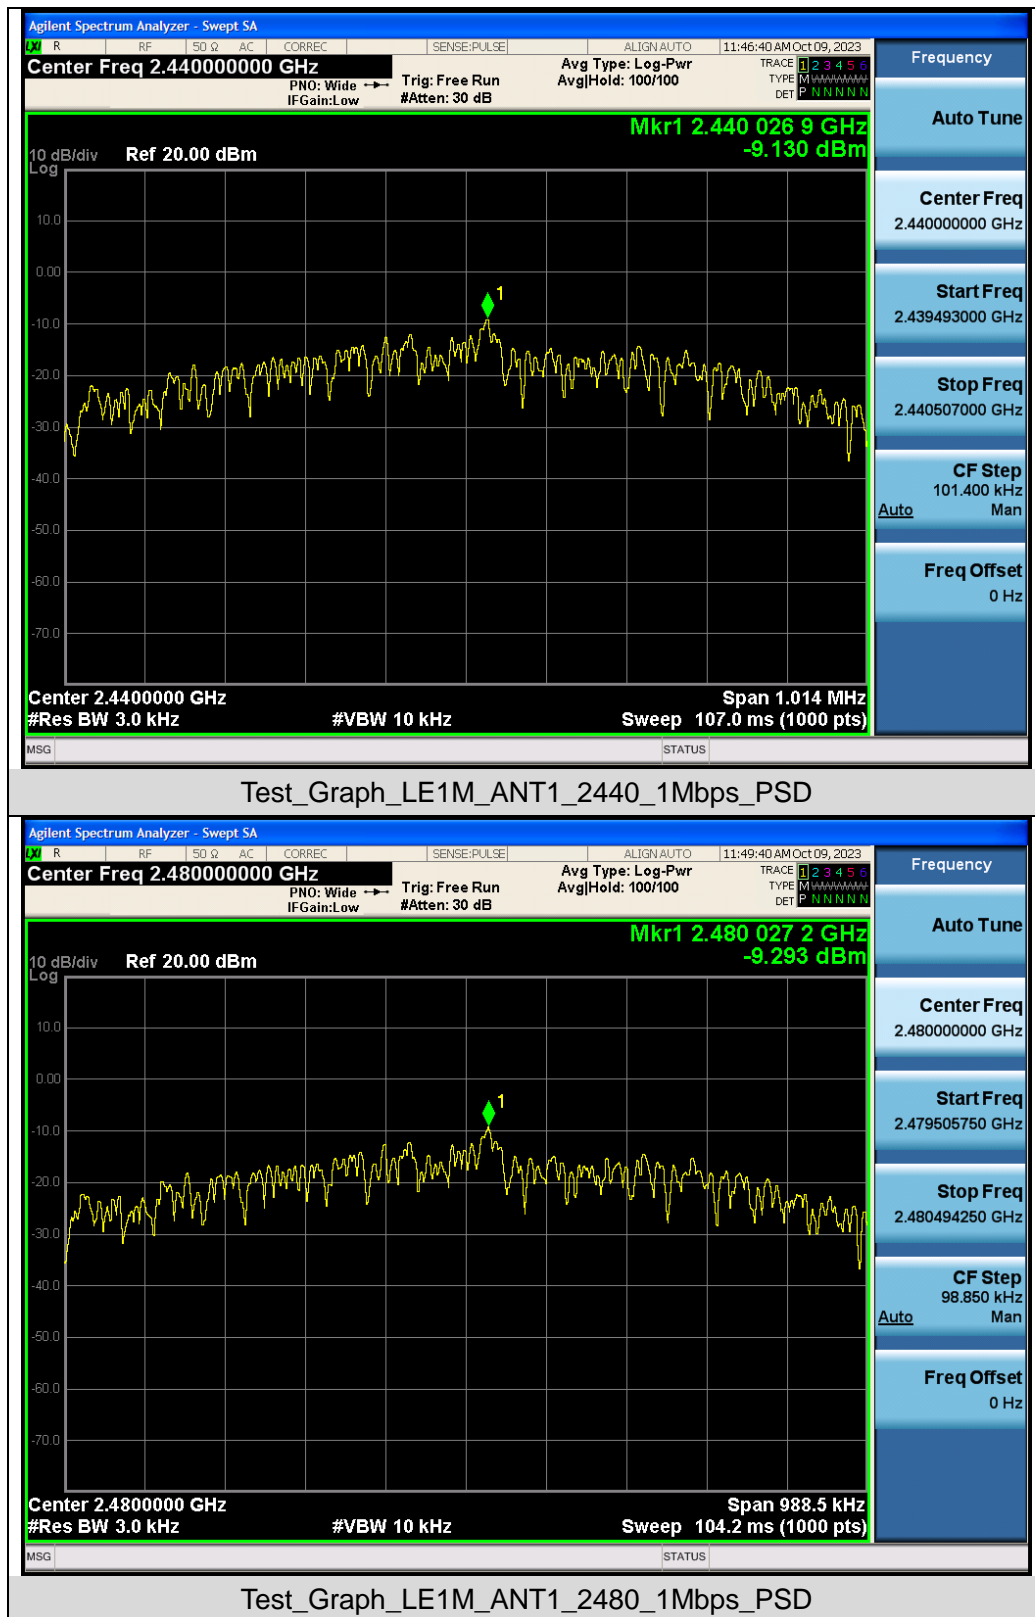 Agilent Spectrum Analyzer - Swept SA
LXI R RF 50 Ω AC CORREC SENSE:PULSE ALIGN AUTO 11:46:40 AM Oct 09, 2023
Center Freq 2.440000000 GHz
PNO: Wide
IFGain:Low
Trig: Free Run
#Atten: 30 dB
Avg Type: Log-Pwr
Avg|Hold: 100/100
TRACE 1 2 3 4 5 6
TYPE M WWWWW
DET P N N N N N
Mkr1 2.440 026 9 GHz
-9.130 dBm
10 dB/div Ref 20.00 dBm
Log
10.0
0.00
-10.0
-20.0
-30.0
-40.0
-50.0
-60.0
-70.0
1
Center 2.4400000 GHz Span 1.014 MHz
#Res BW 3.0 kHz #VBW 10 kHz Sweep 107.0 ms (1000 pts)
MSG STATUS
Frequency
Auto Tune
Center Freq
2.440000000 GHz
Start Freq
2.439493000 GHz
Stop Freq
2.440507000 GHz
CF Step
101.400 kHz
Auto Man
Freq Offset
0 Hz
Test_Graph_LE1M_ANT1_2440_1Mbps_PSD
Agilent Spectrum Analyzer - Swept SA
LXI R RF 50 Ω AC CORREC SENSE:PULSE ALIGN AUTO 11:49:40 AM Oct 09, 2023
Center Freq 2.480000000 GHz
PNO: Wide
IFGain:Low
Trig: Free Run
#Atten: 30 dB
Avg Type: Log-Pwr
Avg|Hold: 100/100
TRACE 1 2 3 4 5 6
TYPE M WWWWW
DET P N N N N N
Mkr1 2.480 027 2 GHz
-9.293 dBm
10 dB/div Ref 20.00 dBm
Log
10.0
0.00
-10.0
-20.0
-30.0
-40.0
-50.0
-60.0
-70.0
1
Center 2.4800000 GHz Span 988.5 kHz
#Res BW 3.0 kHz #VBW 10 kHz Sweep 104.2 ms (1000 pts)
MSG STATUS
Frequency
Auto Tune
Center Freq
2.480000000 GHz
Start Freq
2.479505750 GHz
Stop Freq
2.480494250 GHz
CF Step
98.850 kHz
Auto Man
Freq Offset
0 Hz
Test_Graph_LE1M_ANT1_2480_1Mbps_PSD